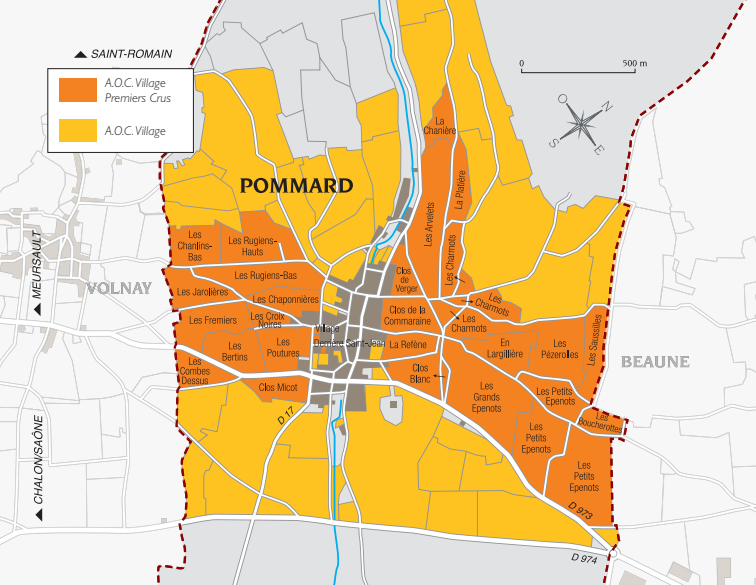 SAINT-ROMAIN
A.O.C. Village
Premiers Crus
A.O.C. Village
0
500 m
O
N
S
E
POMMARD
La
Chanière
La Platière
Les Arvelets
Les Charmots
Les
Chanlins-
Bas
Les Rugiens-
Hauts
Les Rugiens-Bas
Clos
de
Verger
Les
Charmots
MEURSAULT
VOLNAY
Les Jarolières
Les Chaponnières
Les Fremiers
Les Croix
Noires
Clos de la
Commaraine
Les
Charmots
Village
Derrière Saint-Jean
La Refène
En
Largillière
Les
Pézerolles
Les Saussilles
BEAUNE
Les
Bertins
Les
Poutures
Les
Combes
Dessus
Clos Micot
Clos
Blanc
Les
Grands
Epenots
Les Petits
Epenots
Les
Boucherottes
D 17
Les
Petits
Epenots
Les
Petits
Epenots
CHALON/SAÔNE
D 973
D 974